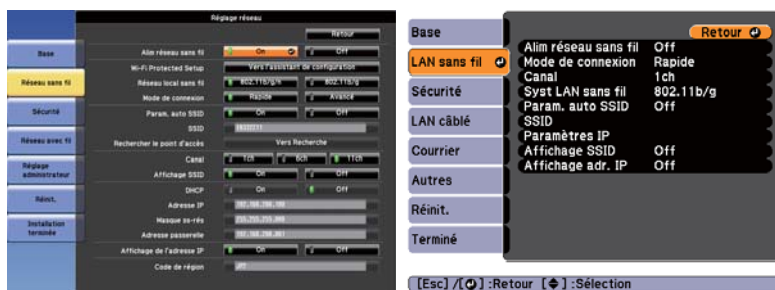 Réglage réseau
Retour
Base
Réseau sans fil
Sécurité
Réseau avec fil
Réglage
administrateur
Réinit.
Installation
terminée
Alim réseau sans fil On Off
Wi-Fi Protected Setup Vers l'assistant de configuration
Réseau local sans fil 802.11b/g/n 802.11b/g
Mode de connexion Rapide Avancé
Param. auto SSID On Off
SSID
Rechercher le point d'accès Vers Recherche
Canal 1ch 6ch 11ch
Affichage SSID On Off
DHCP On Off
Adresse IP
Masque ss-rés
Adresse passerelle
Affichage de l'adresse IP On Off
Code de région
Base
LAN sans fil
Sécurité
LAN câblé
Courrier
Autres
Réinit.
Terminé
Retour
Alim réseau sans fil Off
Mode de connexion Rapide
Canal 1ch
Syst LAN sans fil 802.11b/g
Param. auto SSID Off
SSID
Paramètres IP
Affichage SSID Off
Affichage adr. IP Off
[Esc] /[ ] :Retour [ ] :Sélection